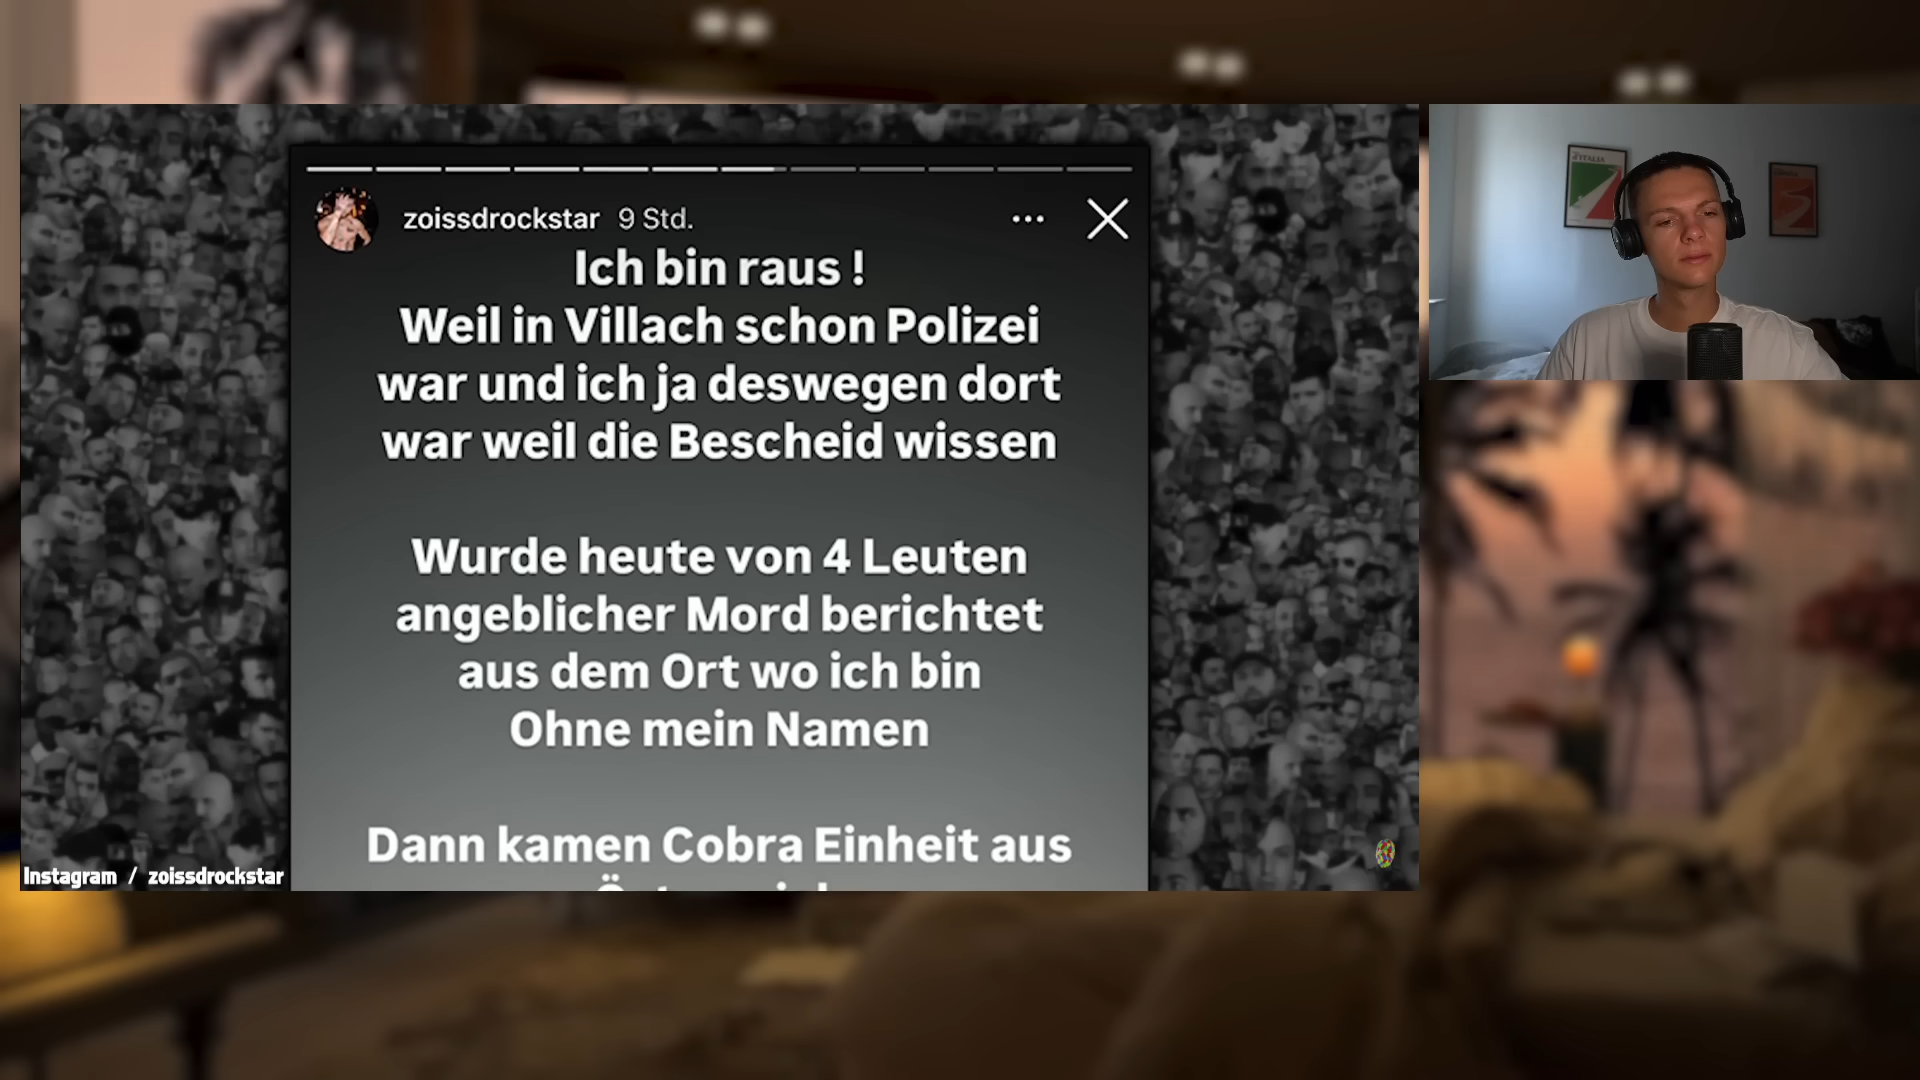 zoissdrockstar 9 Std.
Ich bin raus !
Weil in Villach schon Polizei
war und ich ja deswegen dort
war weil die Bescheid wissen
Wurde heute von 4 Leuten
angeblicher Mord berichtet
aus dem Ort wo ich bin
Ohne mein Namen
Dann kamen Cobra Einheit aus
Instagram / zoissdrockstar